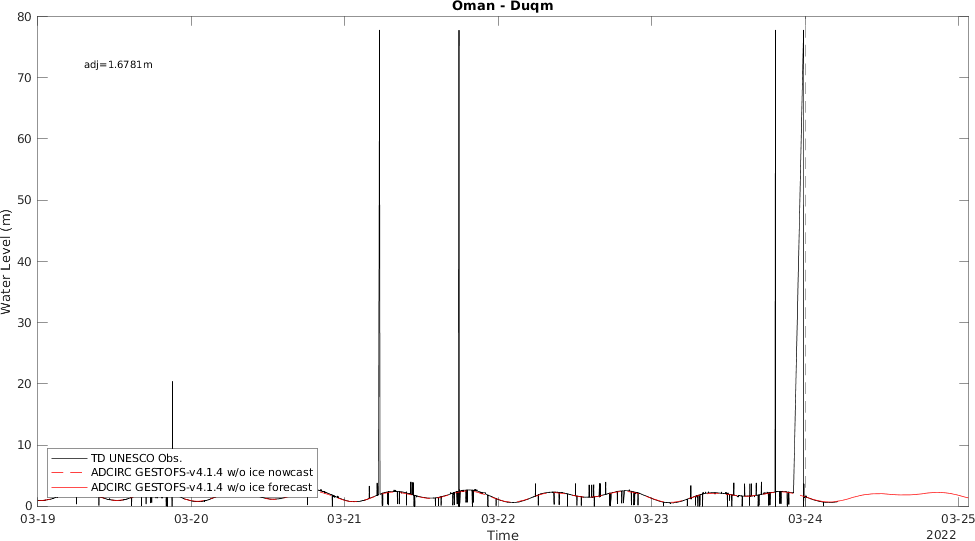 Oman - Duqm
80
70
60
50
40
30
20
10
0
Water Level (m)
adj=1.6781m
TD UNESCO Obs.
ADCIRC GESTOFS-v4.1.4 w/o ice nowcast
ADCIRC GESTOFS-v4.1.4 w/o ice forecast
03-19 03-20 03-21 03-22 03-23 03-24 03-25
Time
2022